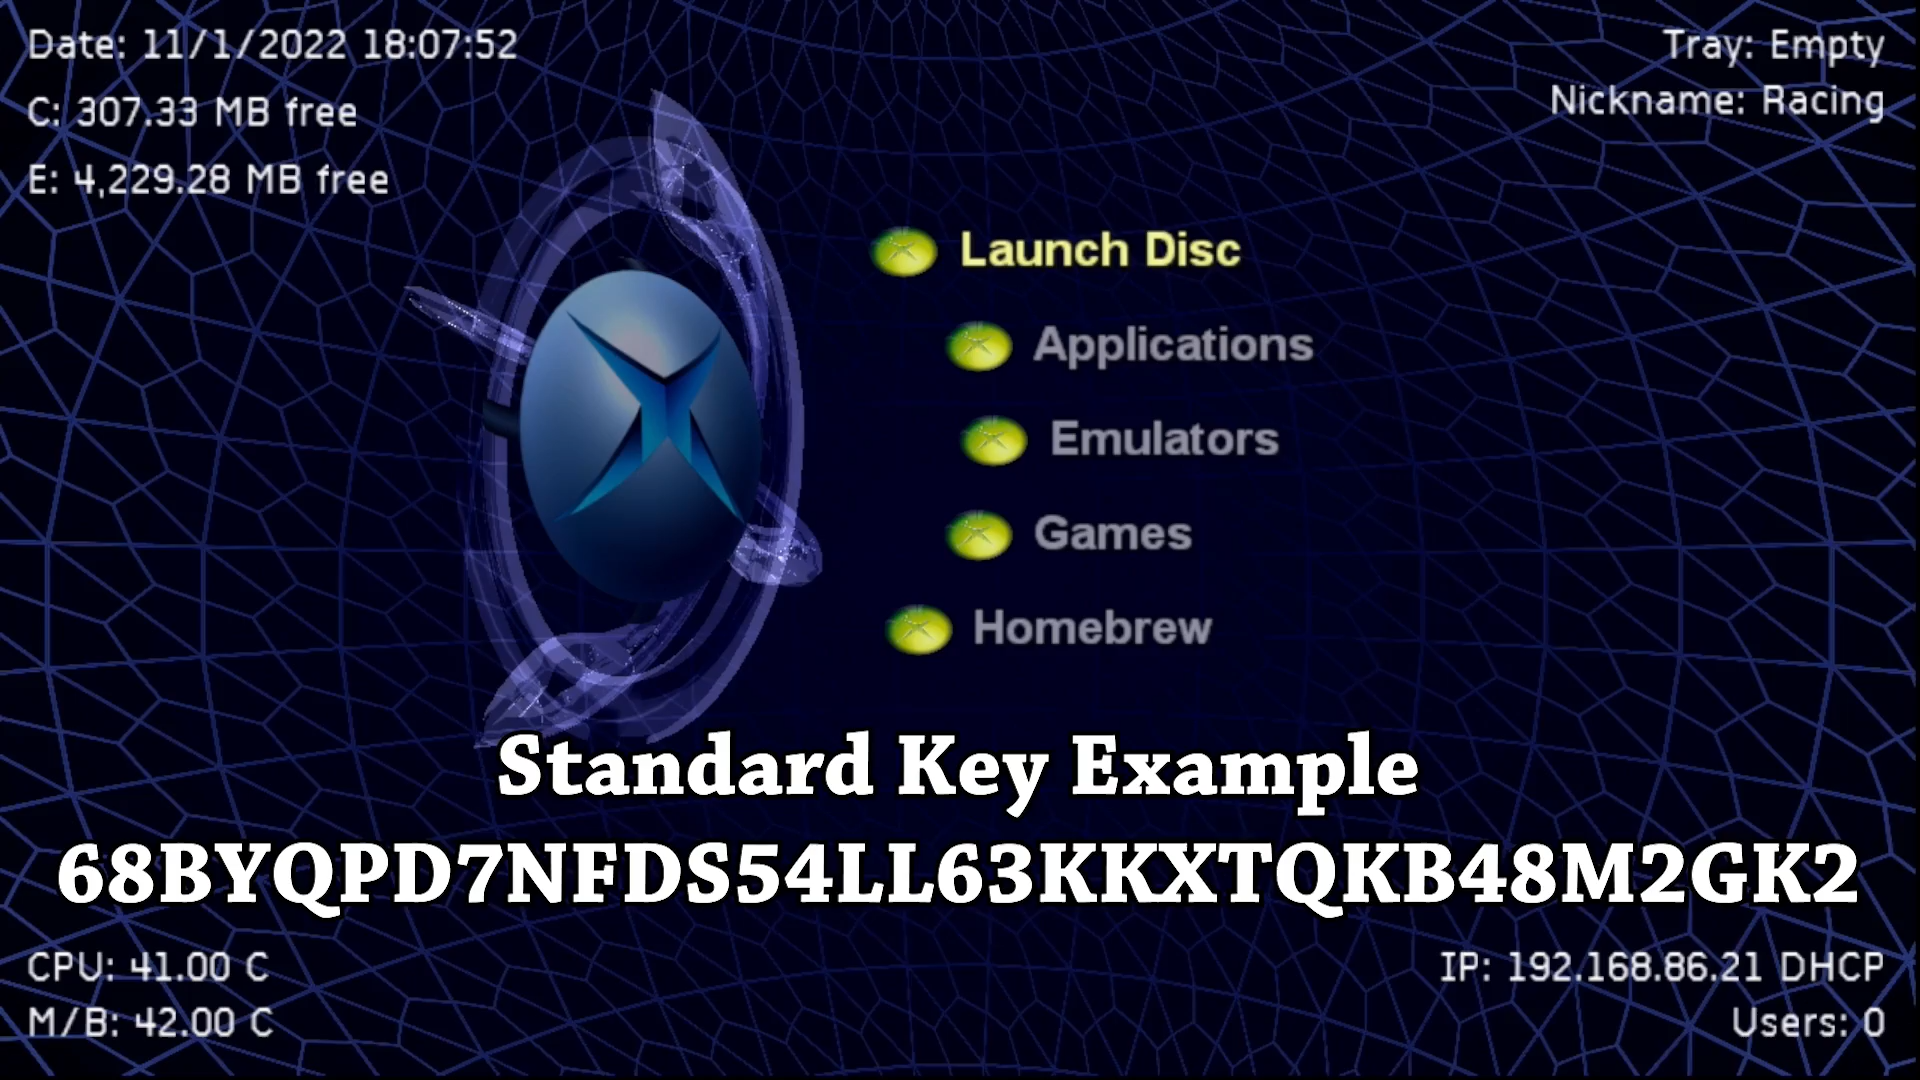 Date: 11/1/2022 18:07:52
Tray: Empty
C: 307.33 MB free
Nickname: Racing
E: 4,229.28 MB free
Launch Disc
Applications
Emulators
Games
Homebrew
Standard Key Example
68BYQPD7NFDS54LL63KKXTQKB48M2GK2
CPU: 41.00 C
IP: 192.168.86.21 DHCP
M/B: 42.00 C
Users: 0